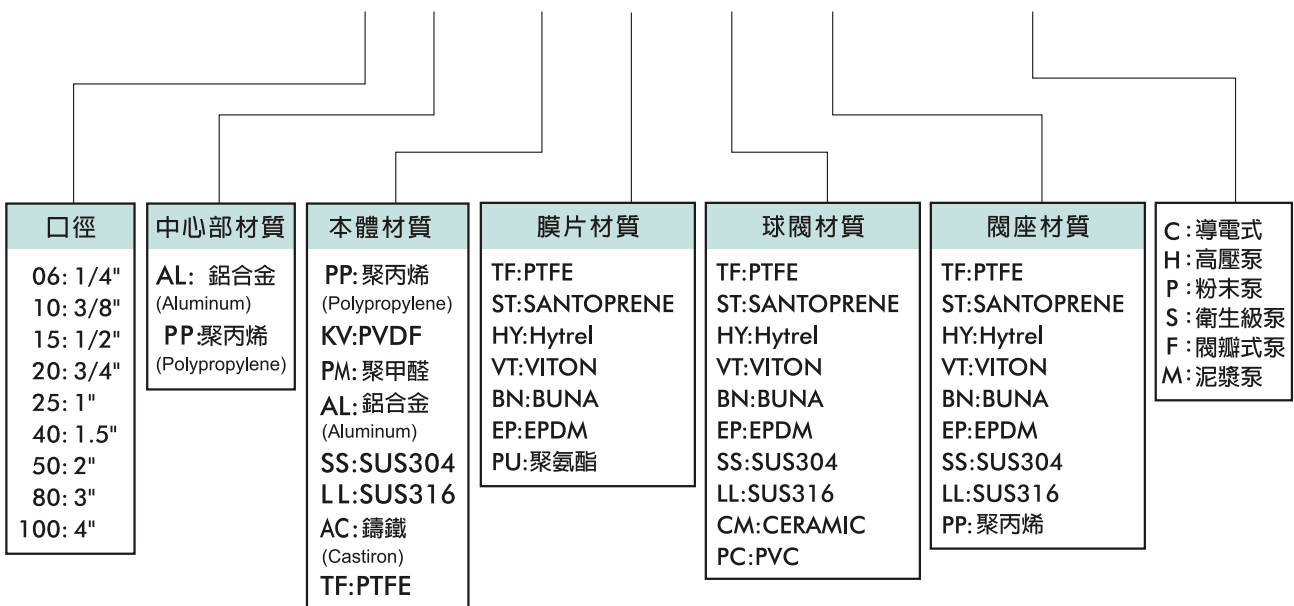 口徑
06: 1/4"
10: 3/8"
15: 1/2"
20: 3/4"
25: 1"
40: 1.5"
50: 2"
80: 3"
100: 4"
中心部材質
AL: 鋁合金
(Aluminum)
PP:聚丙烯
(Polypropylene)
本體材質
PP:聚丙烯
(Polypropylene)
KV:PVDF
PM:聚甲醛
AL:鋁合金
(Aluminum)
SS:SUS304
LL:SUS316
AC:鑄鐵
(Castiron)
TF:PTFE
膜片材質
TF:PTFE
ST:SANTOPRENE
HY:Hytrel
VT:VITON
BN:BUNA
EP:EPDM
PU:聚氨酯
球閥材質
TF:PTFE
ST:SANTOPRENE
HY:Hytrel
VT:VITON
BN:BUNA
EP:EPDM
SS:SUS304
LL:SUS316
CM:CERAMIC
PC:PVC
閥座材質
TF:PTFE
ST:SANTOPRENE
HY:Hytrel
VT:VITON
BN:BUNA
EP:EPDM
SS:SUS304
LL:SUS316
PP:聚丙烯
C:導電式
H:高壓泵
P:粉末泵
S:衛生級泵
F:閥瓣式泵
M:泥漿泵